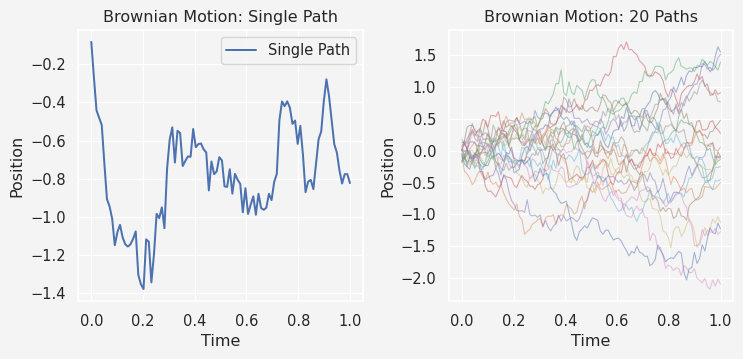 Brownian Motion: Single Path
Single Path
−0.2
−0.4
−0.6
−0.8
−1.0
−1.2
−1.4
Position
0.0 0.2 0.4 0.6 0.8 1.0
Time
Brownian Motion: 20 Paths
1.5
1.0
0.5
0.0
−0.5
−1.0
−1.5
−2.0
Position
0.0 0.2 0.4 0.6 0.8 1.0
Time